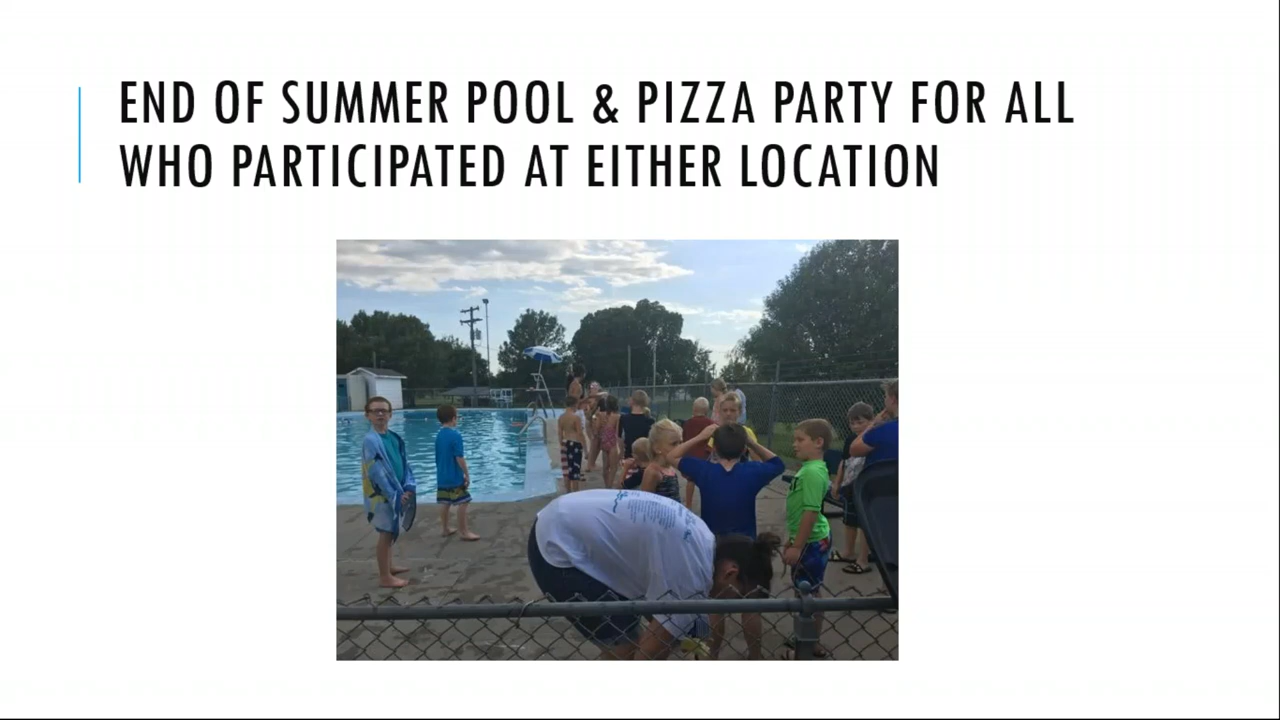 END OF SUMMER POOL & PIZZA PARTY FOR ALL
WHO PARTICIPATED AT EITHER LOCATION